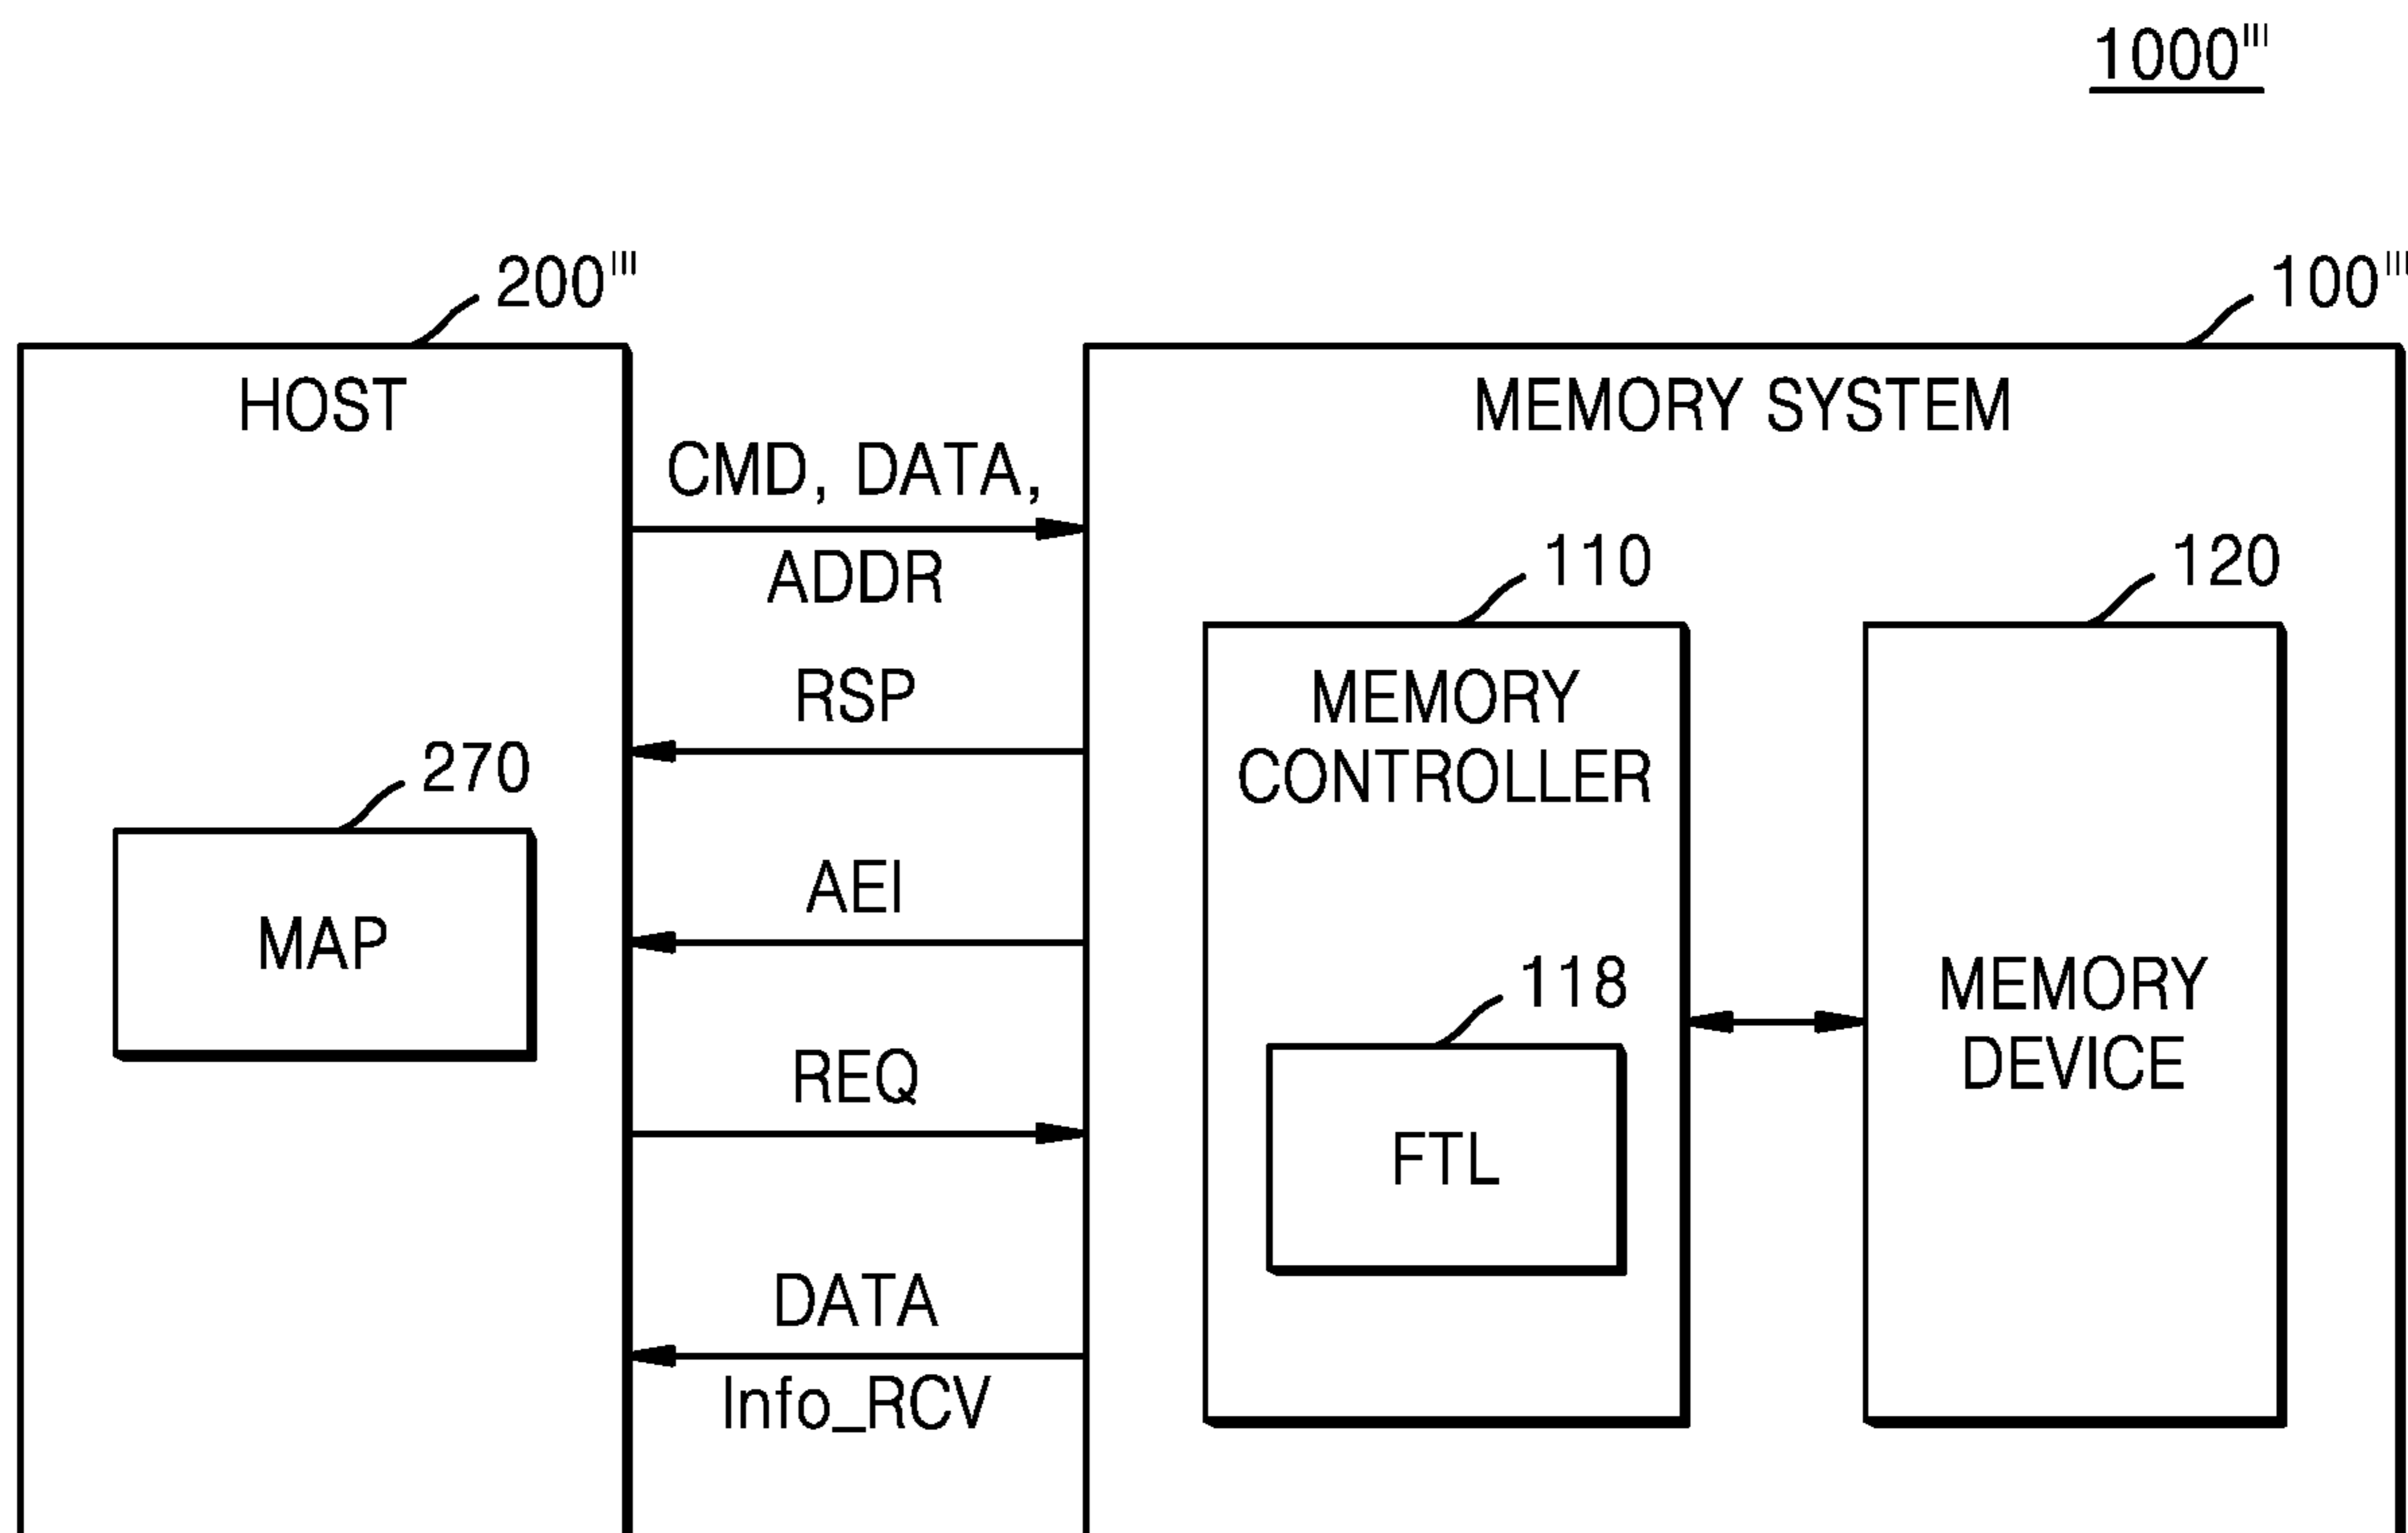 1000'''
200'''
100'''
HOST
MEMORY SYSTEM
CMD, DATA,
ADDR
110
120
RSP
MEMORY
CONTROLLER
270
AEI
MAP
118
MEMORY
DEVICE
REQ
FTL
DATA
Info_RCV